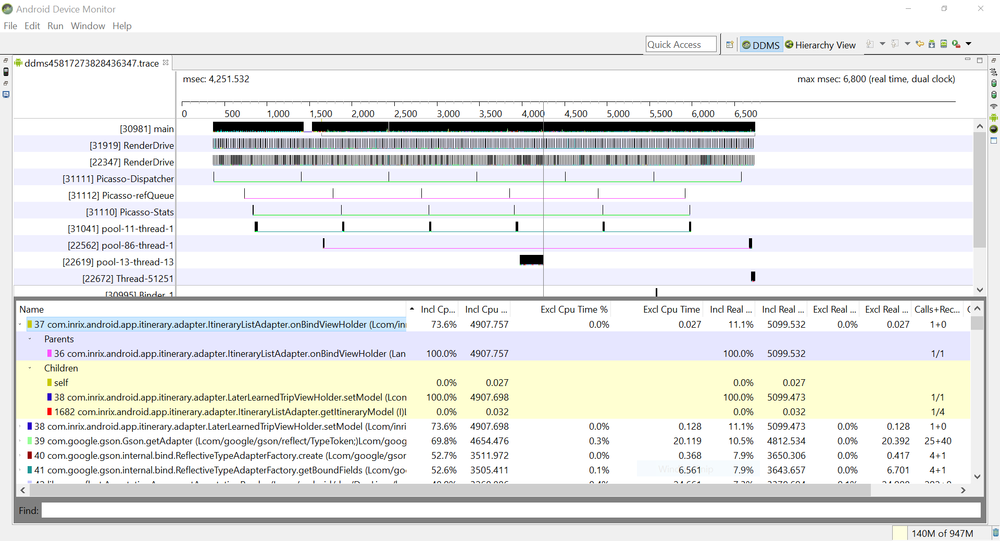 Android Device Monitor
File Edit Run Window Help
Quick Access DDMS Hierarchy View
ddms45817273828436347.trace
msec: 4,251.532 max msec: 6,800 (real time, dual clock)
0 500 1,000 1,500 2,000 2,500 3,000 3,500 4,000 4,500 5,000 5,500 6,000 6,500
[30981] main
[31919] RenderDrive
[22347] RenderDrive
[31111] Picasso-Dispatcher
[31112] Picasso-refQueue
[31110] Picasso-Stats
[31041] pool-11-thread-1
[22562] pool-86-thread-1
[22619] pool-13-thread-13
[22672] Thread-51251
[30995] Binder_1
Name Incl Cp... Incl Cpu ... Excl Cpu Time % Excl Cpu Time Incl Real ... Incl Real ... Excl Real ... Excl Real ... Calls+Rec...
37 com.inrix.android.app.itinerary.adapter.ItineraryListAdapter.onBindViewHolder (Lcom/in 73.6% 4907.757 0.0% 0.027 11.1% 5099.532 0.0% 0.027 1+0
Parents
36 com.inrix.android.app.itinerary.adapter.ItineraryListAdapter.onBindViewHolder (Lan 100.0% 4907.757 100.0% 5099.532 1/1
Children
self 0.0% 0.027 0.0% 0.027
38 com.inrix.android.app.itinerary.adapter.LaterLearnedTripViewHolder.setModel (Lcon 100.0% 4907.698 100.0% 5099.473 1/1
1682 com.inrix.android.app.itinerary.adapter.ItineraryListAdapter.getItineraryModel (I)L 0.0% 0.032 0.0% 0.032 1/4
38 com.inrix.android.app.itinerary.adapter.LaterLearnedTripViewHolder.setModel (Lcom/inri 73.6% 4907.698 0.0% 0.128 11.1% 5099.473 0.0% 0.128 1+0
39 com.google.gson.Gson.getAdapter (Lcom/google/gson/reflect/TypeToken;)Lcom/goog 69.8% 4654.476 0.3% 20.119 10.5% 4812.534 0.0% 20.392 25+40
40 com.google.gson.internal.bind.ReflectiveTypeAdapterFactory.create (Lcom/google/gsor 52.7% 3511.972 0.0% 0.368 7.9% 3650.306 0.0% 0.417 4+1
41 com.google.gson.internal.bind.ReflectiveTypeAdapterFactory.getBoundFields (Lcom/go 52.6% 3505.411 0.1% 6.561 7.9% 3643.657 0.0% 6.701 4+1
Find:
140M of 947M